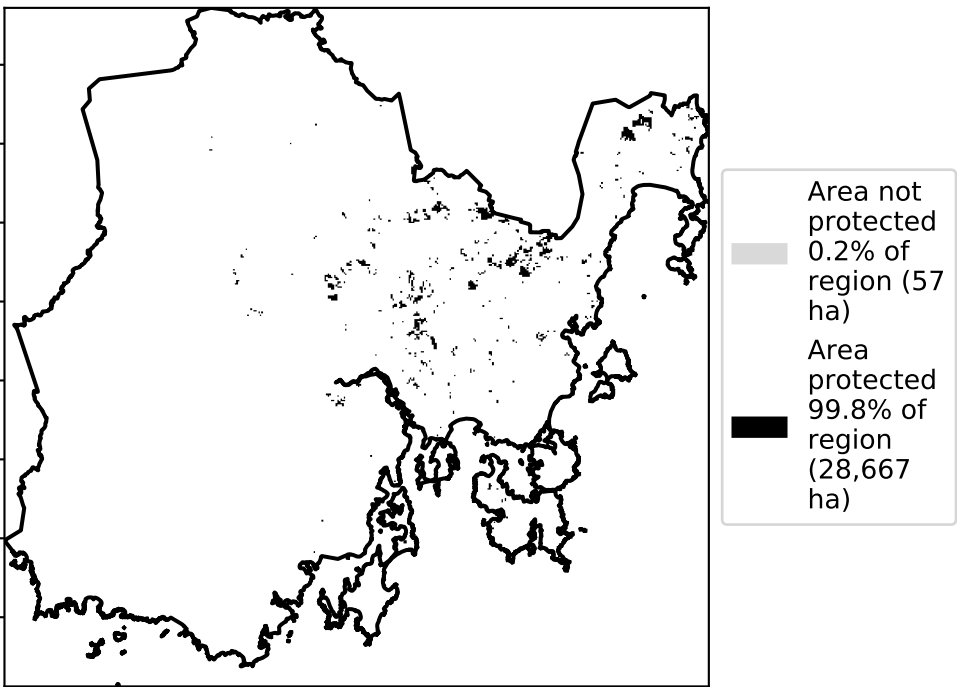 Area not
protected
0.2% of
region (57
ha)
Area
protected
99.8% of
region
(28,667
ha)